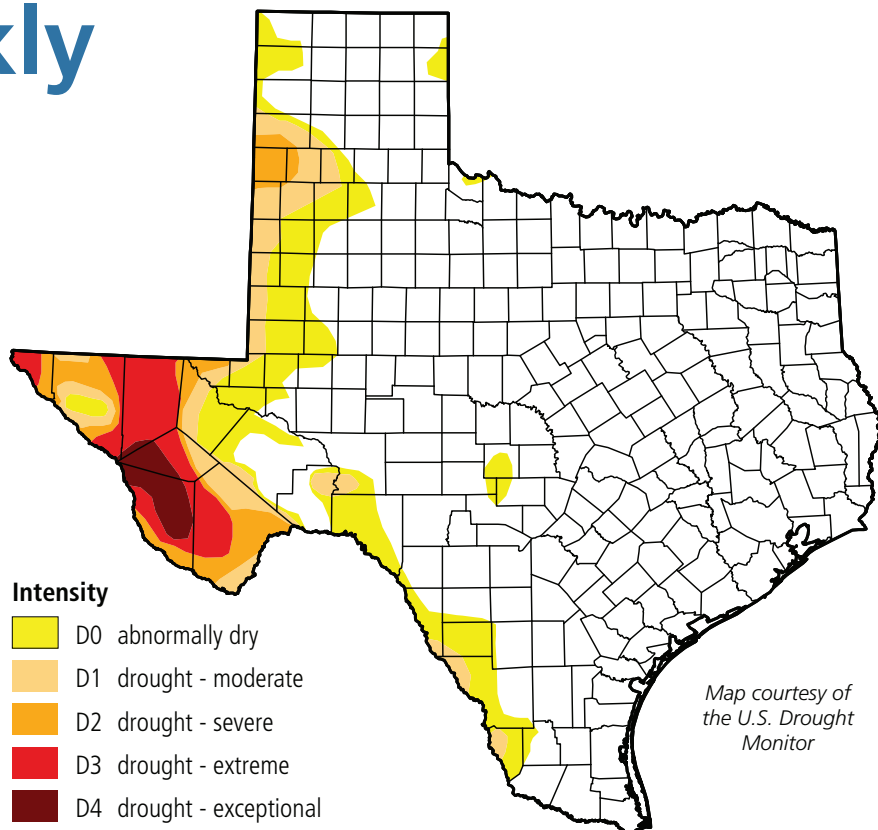 kly
Intensity
D0 abnormally dry
D1 drought - moderate
D2 drought - severe
D3 drought - extreme
D4 drought - exceptional
Map courtesy of
the U.S. Drought
Monitor